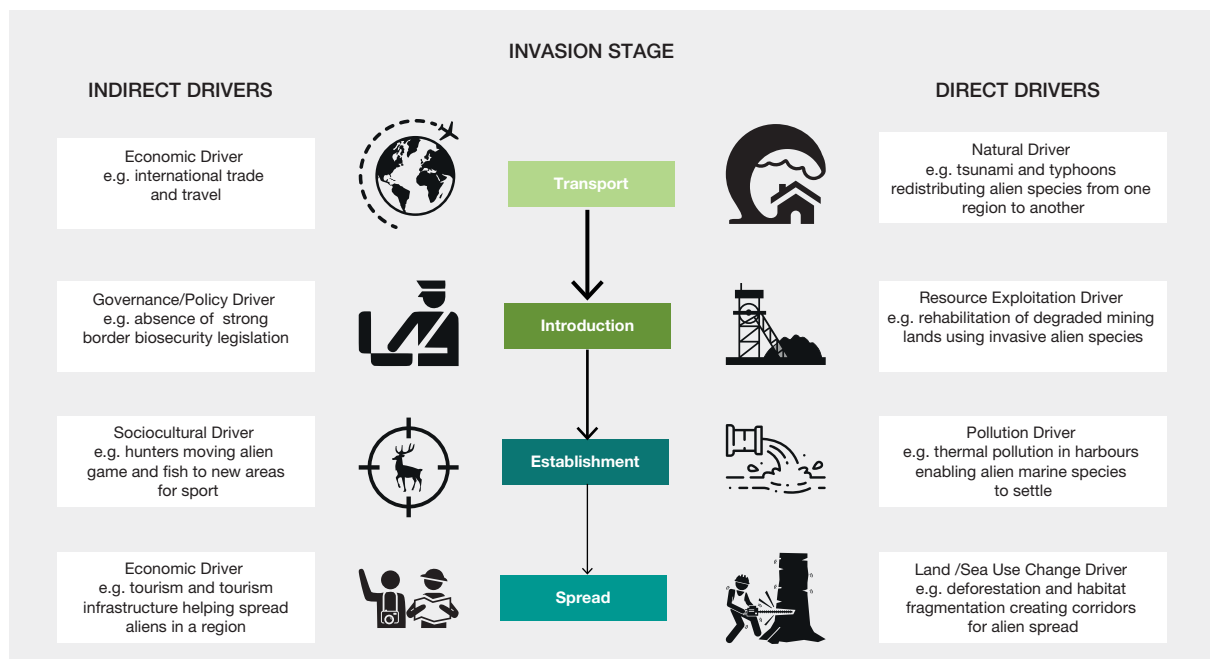 INVASION STAGE
INDIRECT DRIVERS
DIRECT DRIVERS
Economic Driver
e.g. international trade
and travel
Transport
Natural Driver
e.g. tsunami and typhoons
redistributing alien species from one
region to another
Governance/Policy Driver
e.g. absence of strong
border biosecurity legislation
Introduction
Resource Exploitation Driver
e.g. rehabilitation of degraded mining
lands using invasive alien species
Sociocultural Driver
e.g. hunters moving alien
game and fish to new areas
for sport
Establishment
Pollution Driver
e.g. thermal pollution in harbours
enabling alien marine species
to settle
Economic Driver
e.g. tourism and tourism
infrastructure helping spread
aliens in a region
Spread
Land /Sea Use Change Driver
e.g. deforestation and habitat
fragmentation creating corridors
for alien spread